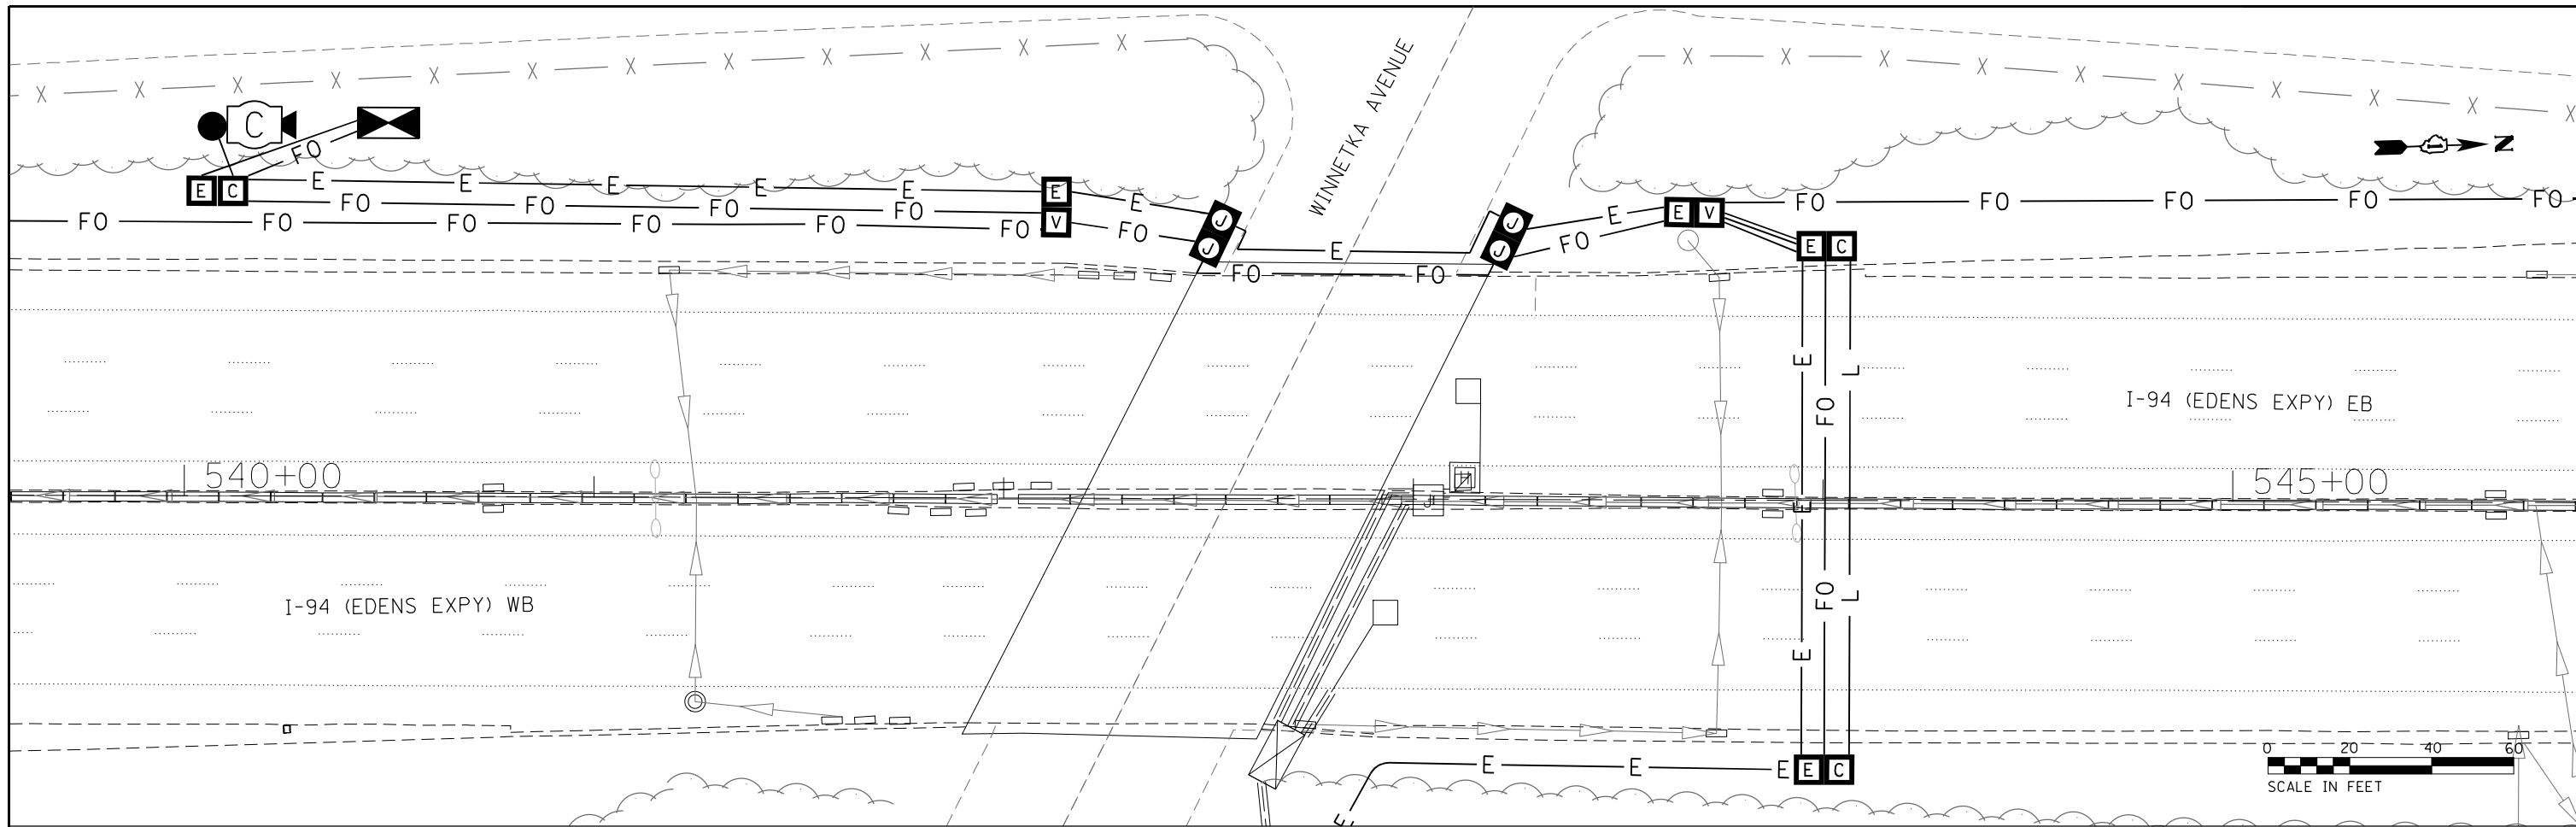 WINNETKA AVENUE
C
FO
N
E C
E E E E E E
V
FO FO FO FO
E
FO
J
J
E
J
J
E
FO
E V
FO FO FO FO FO
FO FO FO FO FO FO
FO FO
E C
E
FO
L
I-94 (EDENS EXPY) EB
540+00
545+00
E
J
I-94 (EDENS EXPY) WB
FO
L
E
0 20 40 60
SCALE IN FEET
E E E E C
E